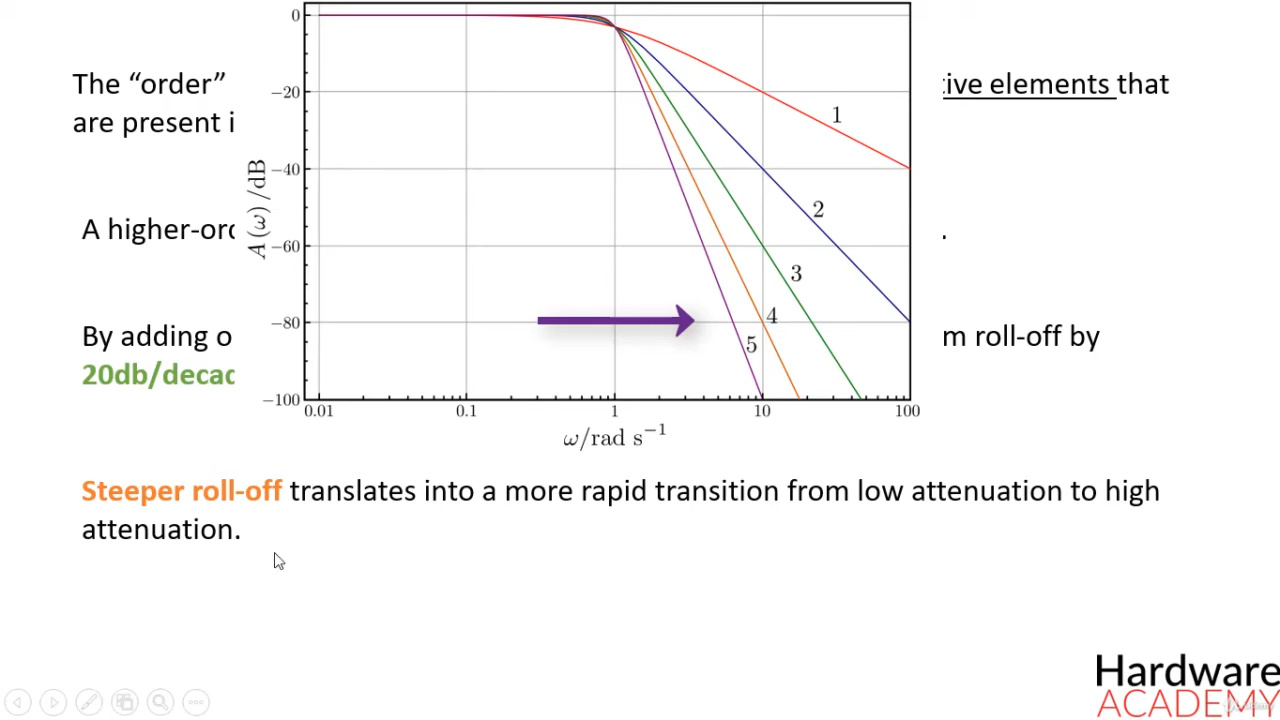 The “order”
tive elements that
are present i
A higher-orc
.
By adding o
m roll-off by
20db/decad
0
−20
−40
−60
−80
−100
A(ω)/dB
1
2
3
4
5
0.01 0.1 1 10 100
ω/rad s⁻¹
Steeper roll-off translates into a more rapid transition from low attenuation to high
attenuation.
Hardware
ACADEMY